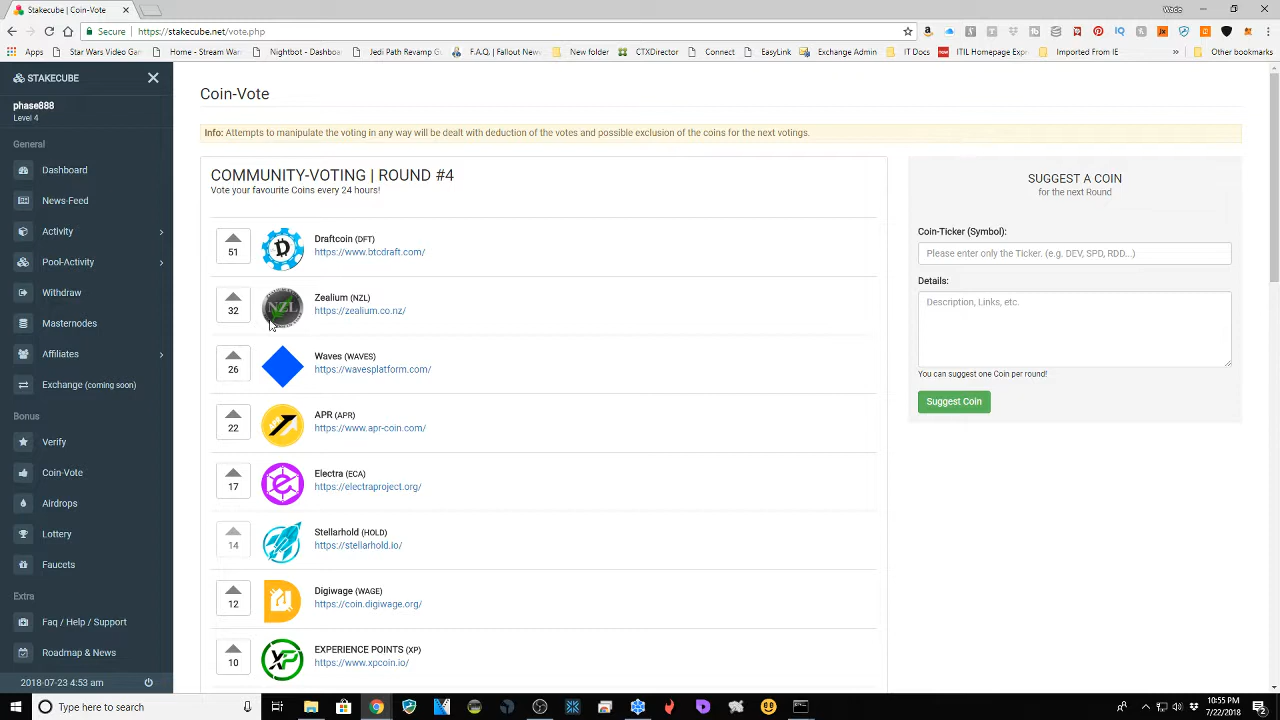 Stakecube | Coin-Vote
Wade
Secure
https://stakecube.net/vote.php
Apps
Star Wars Video Gam
Nightbot - Dashboa
Jedi Path Revamp
F.A.Q. | Fallout New
New folder
CTXDirector
pConnect
EasyLink
Exchange Admin
IT Docs
ITIL Homepage Expr
Imported From IE
»
Other bookmarks
STAKECUBE
phase888
Level 4
General
Dashboard
News-Feed
Activity
Pool-Activity
Withdraw
Masternodes
Affiliates
Exchange (coming soon)
Bonus
Verify
Coin-Vote
Airdrops
Lottery
Faucets
Extra
Faq / Help / Support
Roadmap & News
2018-07-23 4:53 am
Coin-Vote
Info: Attempts to manipulate the voting in any way will be dealt with deduction of the votes and possible exclusion of the coins for the next votings.
COMMUNITY-VOTING | ROUND #4
Vote your favourite Coins every 24 hours!
51
Draftcoin (DFT)
https://www.btcdraft.com/
32
NZL
Zealium (NZL)
https://zealium.co.nz/
26
Waves (WAVES)
https://wavesplatform.com/
22
APR (APR)
https://www.apr-coin.com/
17
Electra (ECA)
https://electraproject.org/
14
Stellarhold (HOLD)
https://stellarhold.io/
12
Digiwage (WAGE)
https://coin.digiwage.org/
10
XP
EXPERIENCE POINTS (XP)
https://www.xpcoin.io/
SUGGEST A COIN
for the next Round
Coin-Ticker (Symbol):
Please enter only the Ticker. (e.g. DEV, SPD, RDD...)
Details:
Description, Links, etc.
You can suggest one Coin per round!
Suggest Coin
Type here to search
10:55 PM
7/22/2018
2